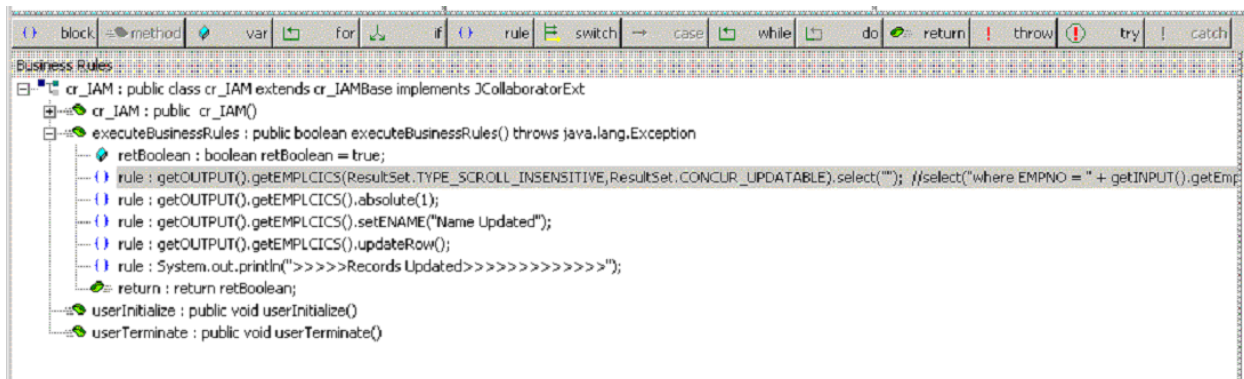 {} block method var for if {} rule switch case while do return ! throw try ! catch
Business Rules
cr_IAM : public class cr_IAM extends cr_IAMBase implements JCollaboratorExt
cr_IAM : public cr_IAM()
executeBusinessRules : public boolean executeBusinessRules() throws java.lang.Exception
retBoolean : boolean retBoolean = true;
{} rule : getOUTPUT().getEMPLCICS(ResultSet.TYPE_SCROLL_INSENSITIVE,ResultSet.CONCUR_UPDATABLE).select(""); //select("where EMPNO = " + getINPUT().getEmp
{} rule : getOUTPUT().getEMPLCICS().absolute(1);
{} rule : getOUTPUT().getEMPLCICS().setENAME("Name Updated");
{} rule : getOUTPUT().getEMPLCICS().updateRow();
{} rule : System.out.println(">>>>>Records Updated>>>>>>>>>>>>>");
return : return retBoolean;
userInitialize : public void userInitialize()
userTerminate : public void userTerminate()